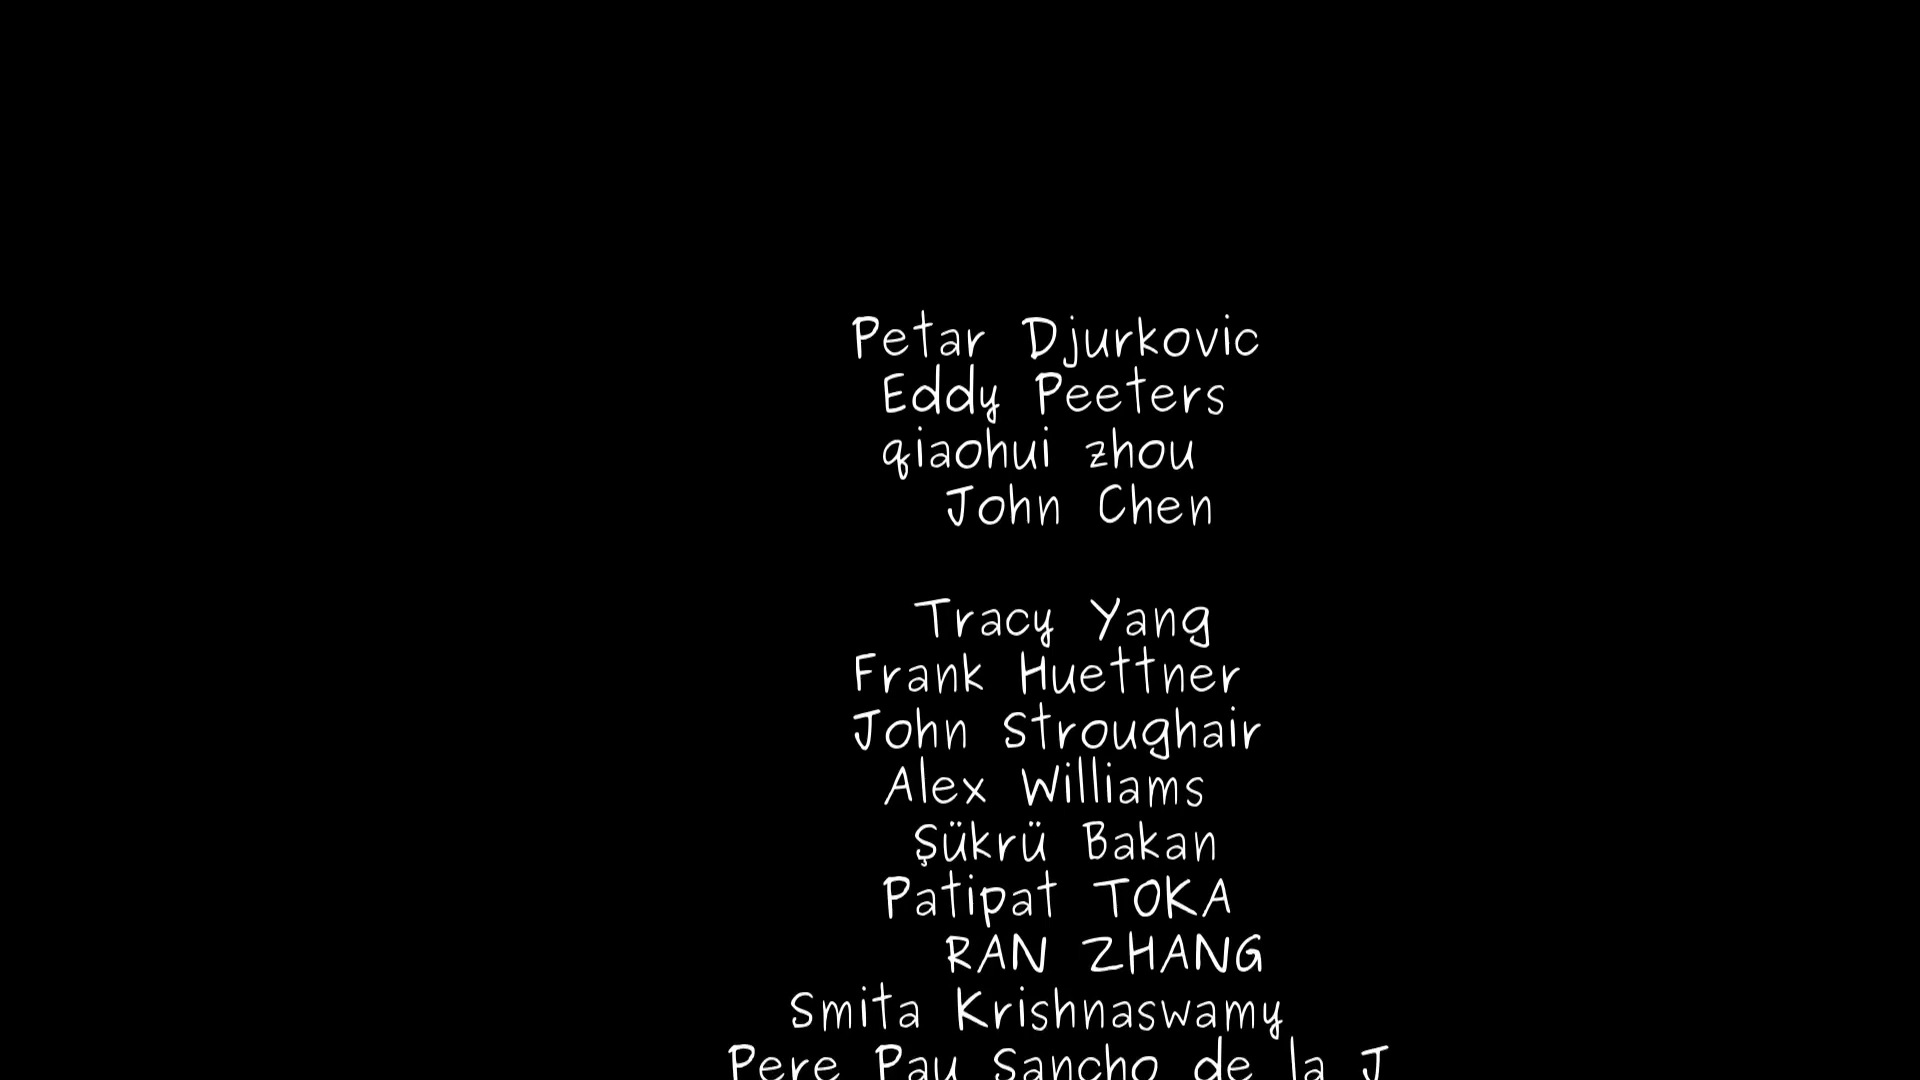 Petar Djurkovic
Eddy Peeters
qiaohui zhou
John Chen
Tracy Yang
Frank Huettner
John Stroughair
Alex Williams
Şükrü Bakan
Patipat TOKA
RAN ZHANG
Smita Krishnaswamy
Pere Pau Sancho de la J